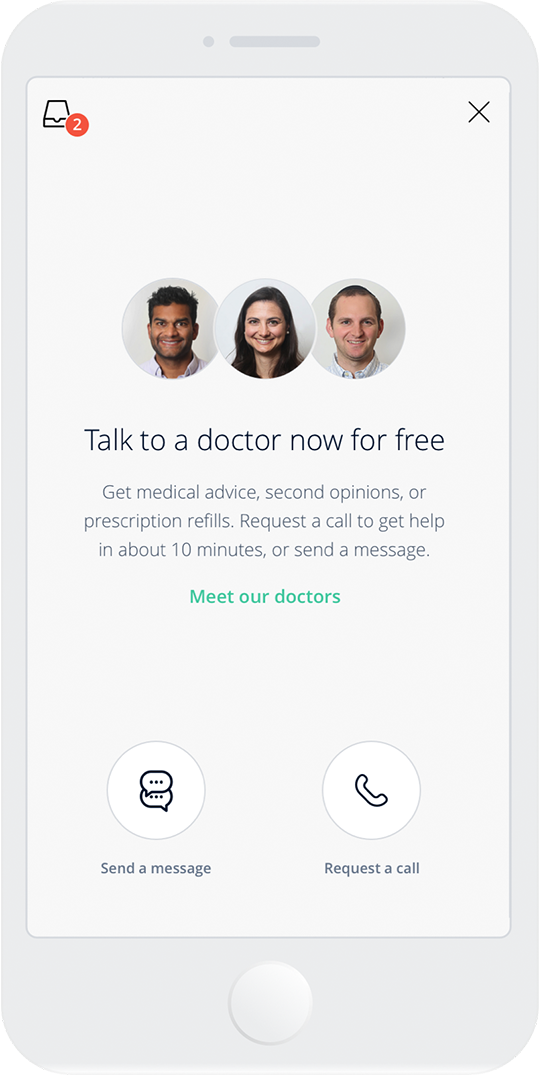 2
Talk to a doctor now for free
Get medical advice, second opinions, or
prescription refills. Request a call to get help
in about 10 minutes, or send a message.
Meet our doctors
Send a message
Request a call